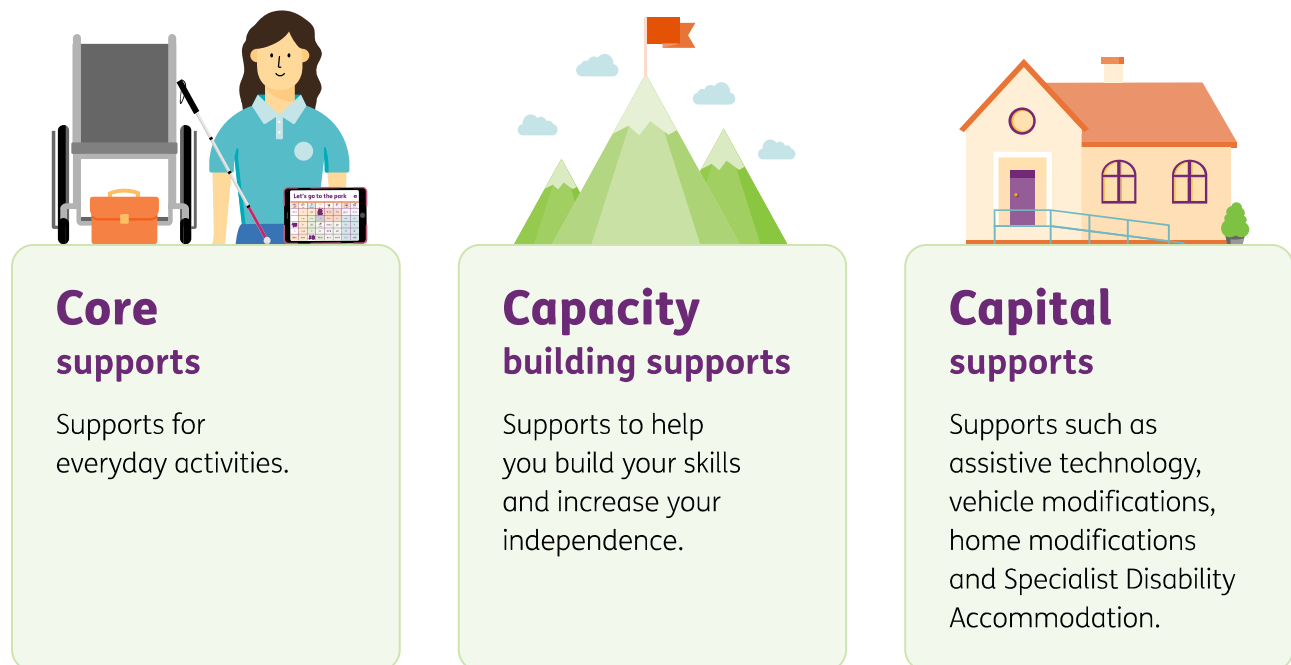 Let's go to the park
Core
supports
Supports for
everyday activities.
Capacity
building supports
Supports to help
you build your skills
and increase your
independence.
Capital
supports
Supports such as
assistive technology,
vehicle modifications,
home modifications
and Specialist Disability
Accommodation.